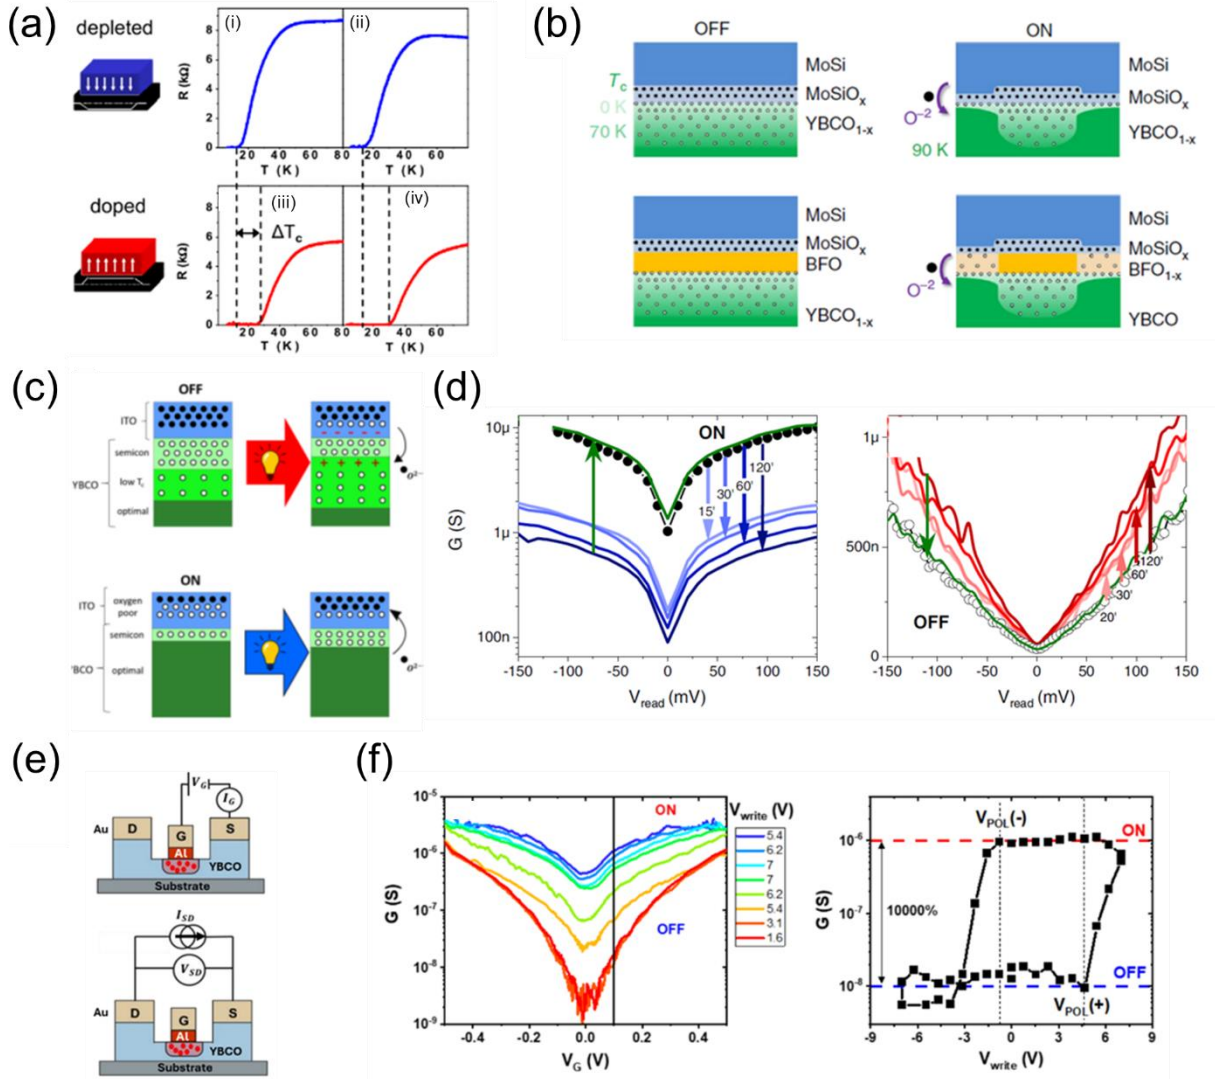 (a)
depleted
(i)
(ii)
R (kΩ)
8
6
4
2
0
20 40 60 80 20 40 60
T (K) T (K)
doped
(iii)
(iv)
ΔTc
R (kΩ)
8
6
4
2
0
20 40 60 80 20 40 60
T (K) T (K)
(b)
OFF
ON
Tc
0 K
70 K
MoSi
MoSiOx
YBCO1-x
O−2
90 K
MoSi
MoSiOx
YBCO1-x
MoSi
MoSiOx
BFO
YBCO1-x
O−2
MoSi
MoSiOx
BFO1-x
YBCO
(c)
OFF
ITO
semicon
YBCO
low Tc
optimal
- - - - -
+ + + +
O2−
ON
ITO
oxygen
poor
semicon
BCO
optimal
O2−
(d)
G (S)
10μ
1μ
100n
ON
15'
30'
60'
120'
-150 -100 -50 0 50 100 150
Vread (mV)
1μ
500n
0
OFF
20'
30'
60'
120'
-150 -100 -50 0 50 100 150
Vread (mV)
(e)
VG
IG
Au
D
G
S
Al
YBCO
Substrate
ISD
VSD
Au
D
G
S
Al
YBCO
Substrate
(f)
G (S)
10-5
10-6
10-7
10-8
10-9
ON
OFF
-0.4 -0.2 0.0 0.2 0.4
VG (V)
Vwrite (V)
5.4
6.2
7
7
6.2
5.4
3.1
1.6
G (S)
10-6
10-7
10-8
VPOL(-)
ON
10000%
OFF
VPOL(+)
-9 -6 -3 0 3 6 9
Vwrite (V)